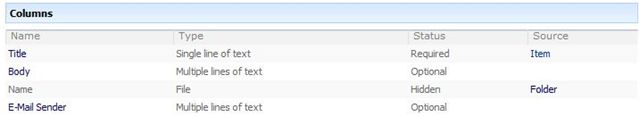 Columns
Name Type Status Source
Title Single line of text Required Item
Body Multiple lines of text Optional
Name File Hidden Folder
E-Mail Sender Multiple lines of text Optional